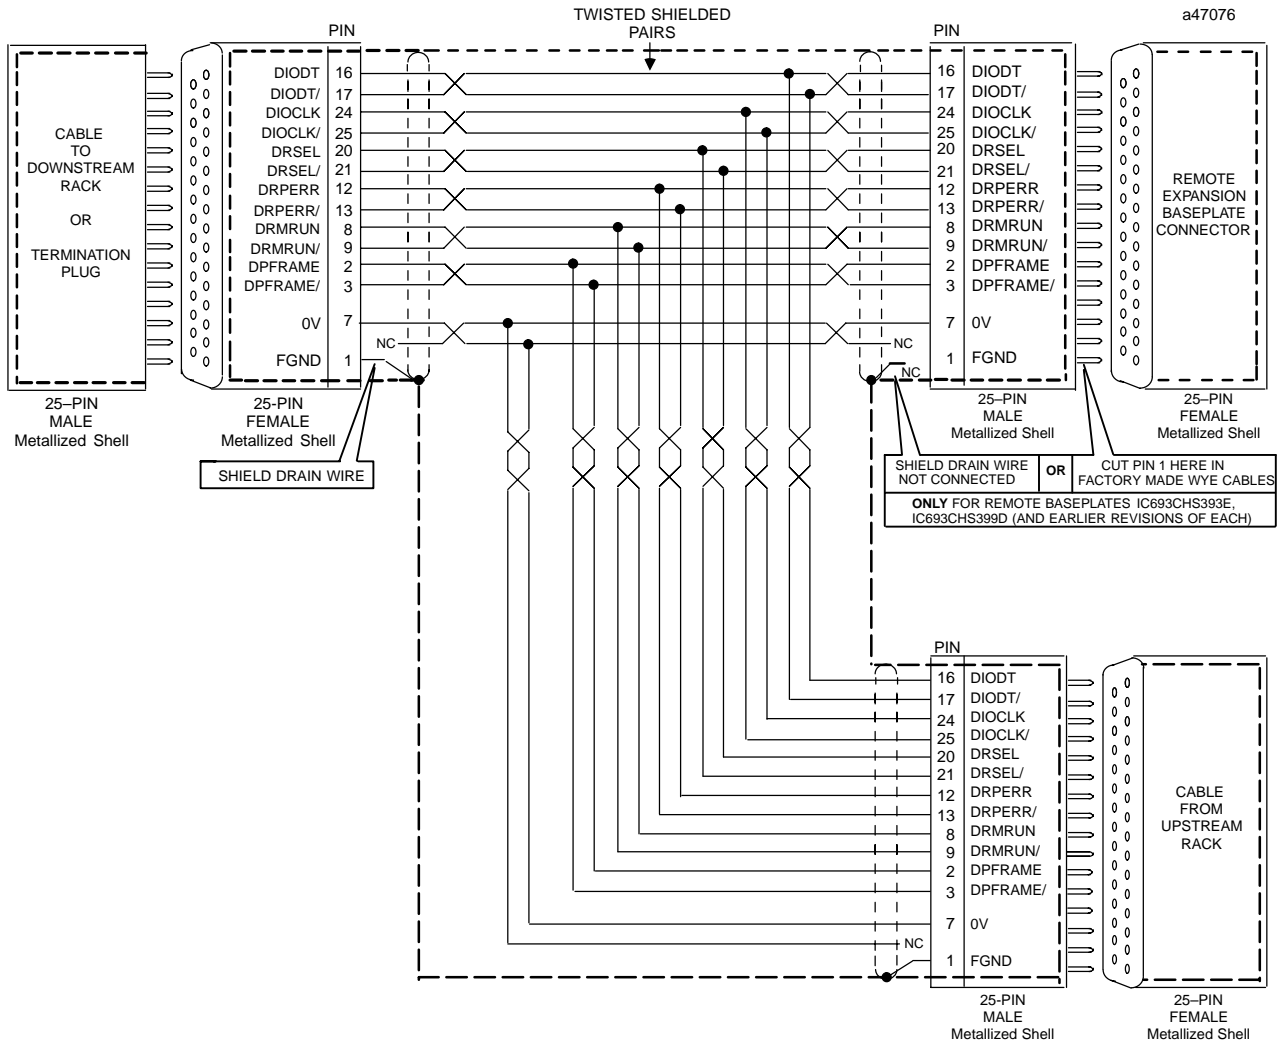 TWISTED SHIELDED
PAIRS
a47076
PIN
PIN
CABLE
TO
DOWNSTREAM
RACK
OR
TERMINATION
PLUG
DIODT 16
DIODT/ 17
DIOCLK 24
DIOCLK/ 25
DRSEL 20
DRSEL/ 21
DRPERR 12
DRPERR/ 13
DRMRUN 8
DRMRUN/ 9
DPFRAME 2
DPFRAME/ 3
0V 7
NC
FGND 1
16 DIODT
17 DIODT/
24 DIOCLK
25 DIOCLK/
20 DRSEL
21 DRSEL/
12 DRPERR
13 DRPERR/
8 DRMRUN
9 DRMRUN/
2 DPFRAME
3 DPFRAME/
7 0V
NC
1 FGND
NC
REMOTE
EXPANSION
BASEPLATE
CONNECTOR
25–PIN
MALE
Metallized Shell
25-PIN
FEMALE
Metallized Shell
25–PIN
MALE
Metallized Shell
25–PIN
FEMALE
Metallized Shell
SHIELD DRAIN WIRE
SHIELD DRAIN WIRE
NOT CONNECTED
OR
CUT PIN 1 HERE IN
FACTORY MADE WYE CABLES
ONLY FOR REMOTE BASEPLATES IC693CHS393E,
IC693CHS399D (AND EARLIER REVISIONS OF EACH)
PIN
16 DIODT
17 DIODT/
24 DIOCLK
25 DIOCLK/
20 DRSEL
21 DRSEL/
12 DRPERR
13 DRPERR/
8 DRMRUN
9 DRMRUN/
2 DPFRAME
3 DPFRAME/
7 0V
NC
1 FGND
CABLE
FROM
UPSTREAM
RACK
25-PIN
MALE
Metallized Shell
25–PIN
FEMALE
Metallized Shell